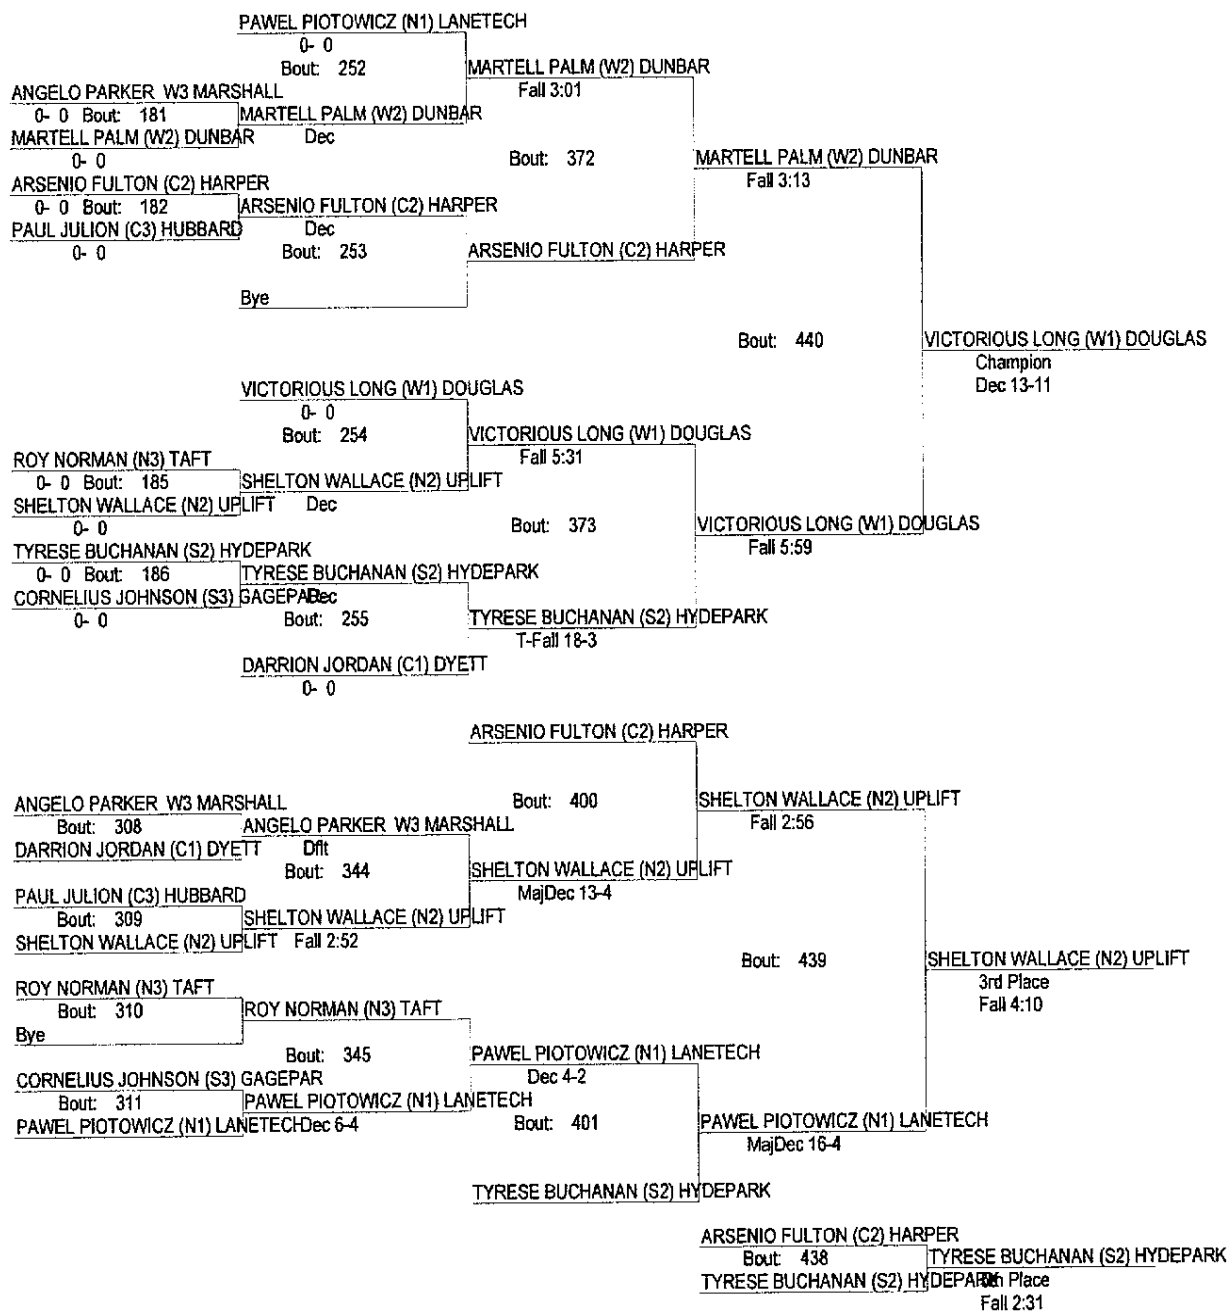 PAWEL PIOTOWICZ (N1) LANETECH
0- 0
Bout: 252
MARTELL PALM (W2) DUNBAR
Fall 3:01
ANGELO PARKER W3 MARSHALL
0- 0 Bout: 181
MARTELL PALM (W2) DUNBAR
MARTELL PALM (W2) DUNBAR
Dec
0- 0
Bout: 372
MARTELL PALM (W2) DUNBAR
Fall 3:13
ARSENIO FULTON (C2) HARPER
0- 0 Bout: 182
ARSENIO FULTON (C2) HARPER
PAUL JULION (C3) HUBBARD
Dec
0- 0
Bout: 253
ARSENIO FULTON (C2) HARPER
Bye
Bout: 440
VICTORIOUS LONG (W1) DOUGLAS
Champion
Dec 13-11
VICTORIOUS LONG (W1) DOUGLAS
0- 0
Bout: 254
VICTORIOUS LONG (W1) DOUGLAS
Fall 5:31
ROY NORMAN (N3) TAFT
0- 0 Bout: 185
SHELTON WALLACE (N2) UPLIFT
SHELTON WALLACE (N2) UPLIFT
Dec
0- 0
Bout: 373
VICTORIOUS LONG (W1) DOUGLAS
Fall 5:59
TYRESE BUCHANAN (S2) HYDEPARK
0- 0 Bout: 186
TYRESE BUCHANAN (S2) HYDEPARK
CORNELIUS JOHNSON (S3) GAGEPAR
Dec
0- 0
Bout: 255
TYRESE BUCHANAN (S2) HYDEPARK
T-Fall 18-3
DARRION JORDAN (C1) DYETT
0- 0
ARSENIO FULTON (C2) HARPER
Bout: 400
SHELTON WALLACE (N2) UPLIFT
Fall 2:56
ANGELO PARKER W3 MARSHALL
Bout: 308
ANGELO PARKER W3 MARSHALL
DARRION JORDAN (C1) DYETT
Dflt
Bout: 344
SHELTON WALLACE (N2) UPLIFT
MajDec 13-4
PAUL JULION (C3) HUBBARD
Bout: 309
SHELTON WALLACE (N2) UPLIFT
SHELTON WALLACE (N2) UPLIFT
Fall 2:52
Bout: 439
SHELTON WALLACE (N2) UPLIFT
3rd Place
Fall 4:10
ROY NORMAN (N3) TAFT
Bout: 310
ROY NORMAN (N3) TAFT
Bye
Bout: 345
PAWEL PIOTOWICZ (N1) LANETECH
Dec 4-2
CORNELIUS JOHNSON (S3) GAGEPAR
Bout: 311
PAWEL PIOTOWICZ (N1) LANETECH
PAWEL PIOTOWICZ (N1) LANETECH
Dec 6-4
Bout: 401
PAWEL PIOTOWICZ (N1) LANETECH
MajDec 16-4
TYRESE BUCHANAN (S2) HYDEPARK
ARSENIO FULTON (C2) HARPER
Bout: 438
TYRESE BUCHANAN (S2) HYDEPARK
TYRESE BUCHANAN (S2) HYDEPARK
Place
Fall 2:31